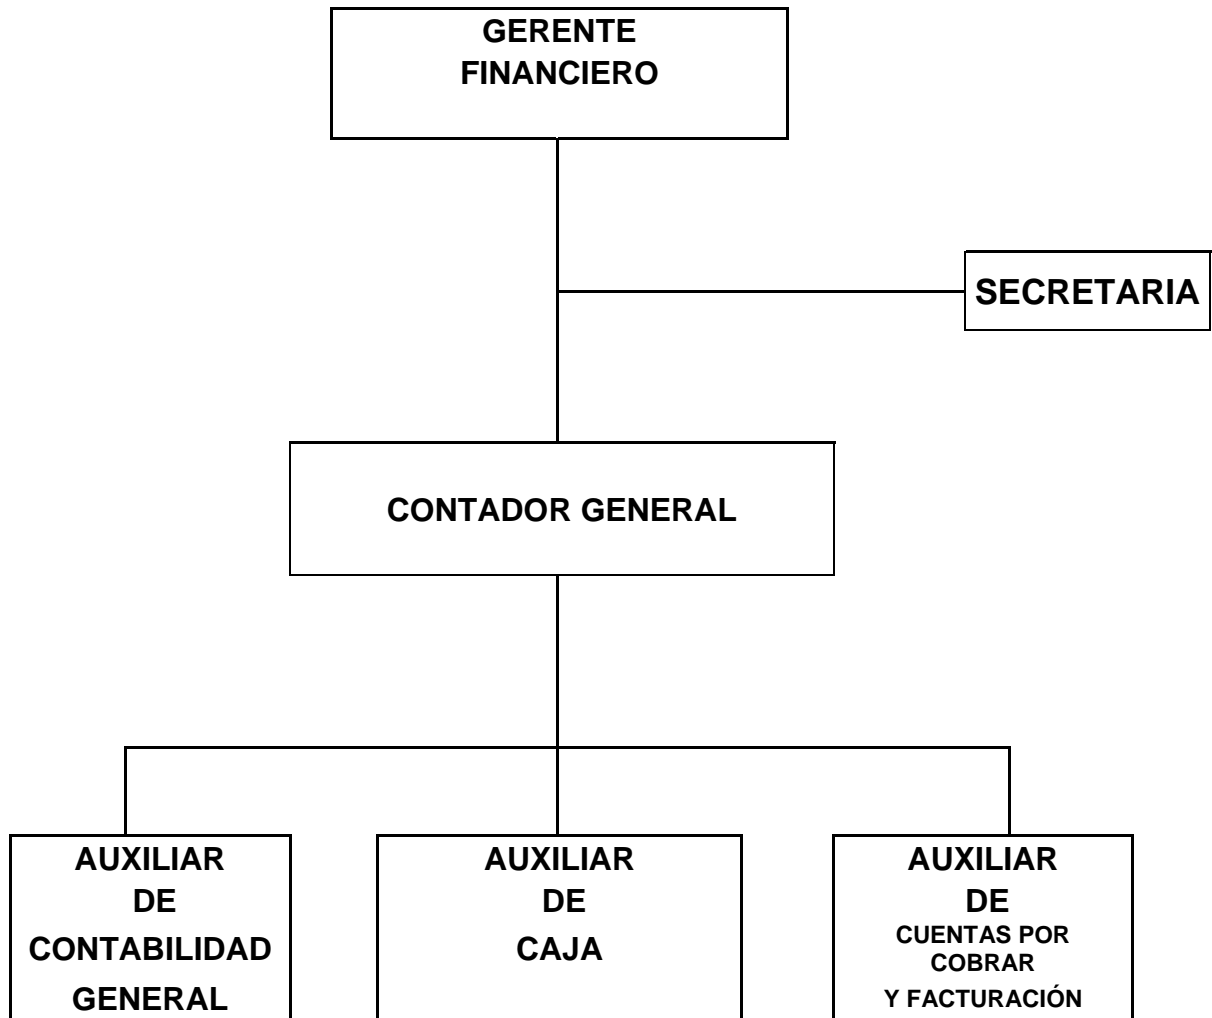 GERENTE
FINANCIERO
SECRETARIA
CONTADOR GENERAL
AUXILIAR
DE
CONTABILIDAD
GENERAL
AUXILIAR
DE
CAJA
AUXILIAR
DE
CUENTAS POR
COBRAR
Y FACTURACIÓN